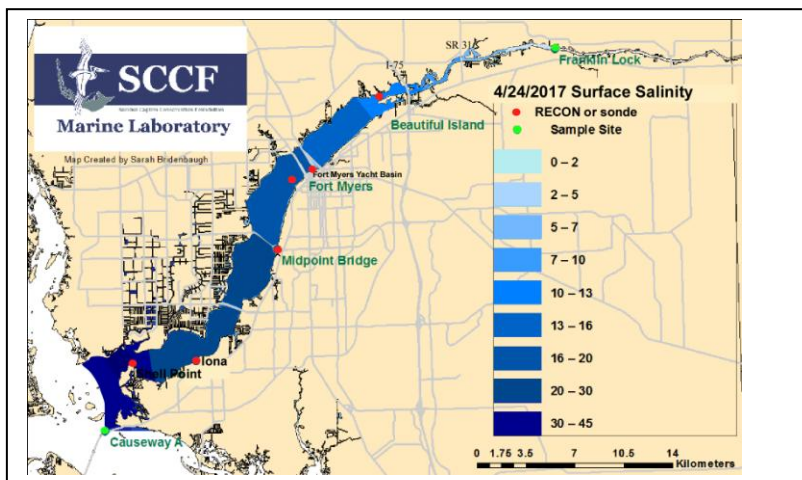 SCCF
Marine Laboratory
Map Created by Sarah Bridenbaugh
SR 31
I-75
Franklin Lock
Beautiful Island
Fort Myers Yacht Basin
Fort Myers
Midpoint Bridge
Iona
Shell Point
Causeway A
4/24/2017 Surface Salinity
RECON or sonde
Sample Site
0 – 2
2 – 5
5 – 7
7 – 10
10 – 13
13 – 16
16 – 20
20 – 30
30 – 45
0 1.75 3.5 7 10.5 14
Kilometers